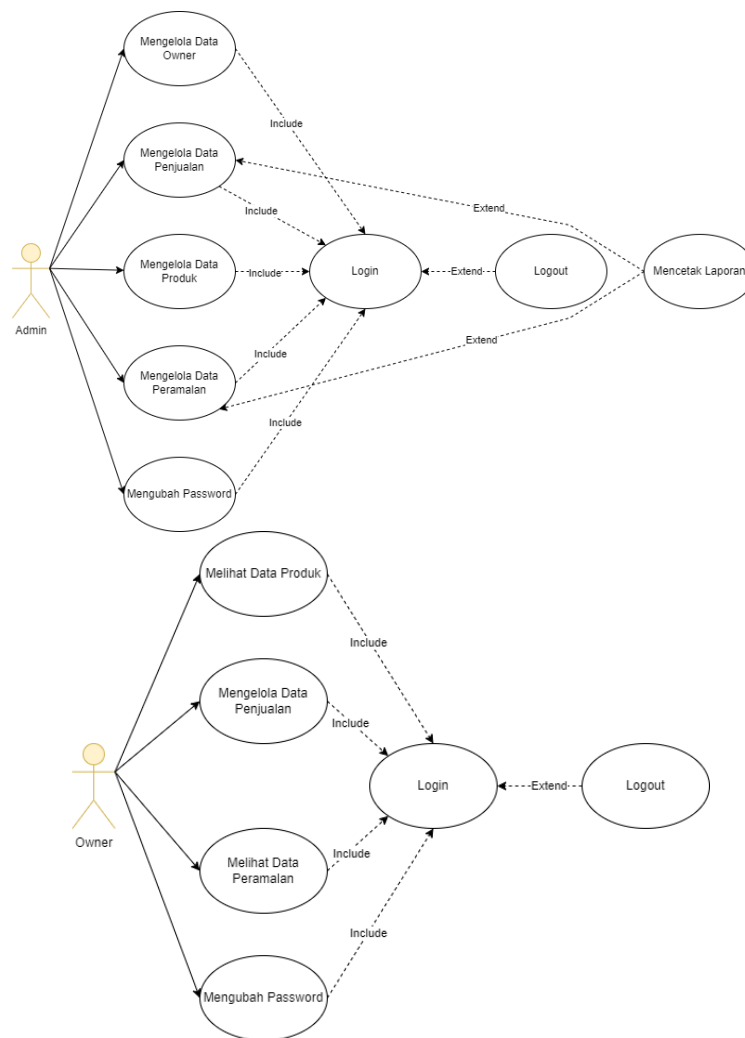 Mengelola Data
Owner
Include
Mengelola Data
Penjualan
Extend
Include
Mengelola Data
Produk
Include
Login
Extend
Logout
Mencetak Laporan
Admin
Extend
Include
Mengelola Data
Peramalan
Include
Mengubah Password
Melihat Data Produk
Include
Mengelola Data
Penjualan
Include
Login
Extend
Logout
Owner
Include
Melihat Data
Peramalan
Include
Mengubah Password